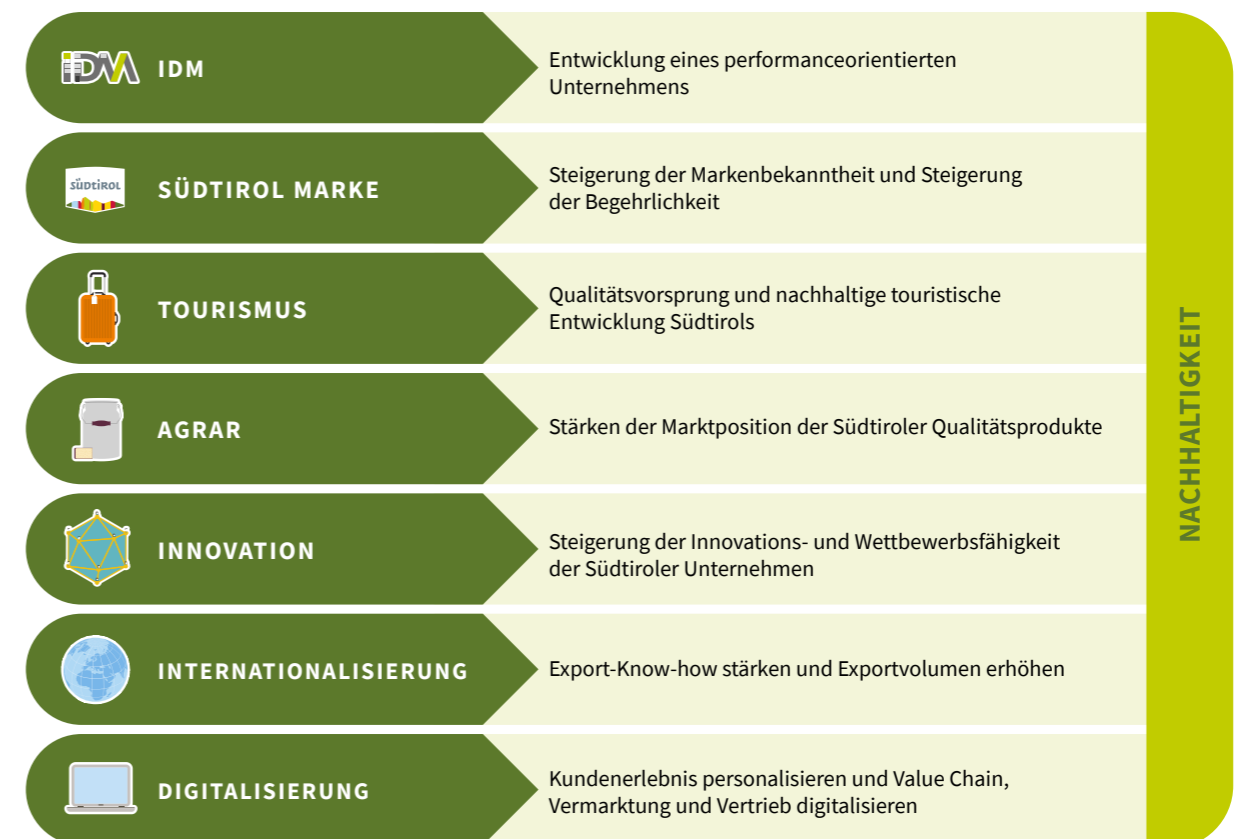 IDM IDM
Entwicklung eines performanceorientierten
Unternehmens
SÜDTIROL
SÜDTIROL MARKE
Steigerung der Markenbekanntheit und Steigerung
der Begehrlichkeit
TOURISMUS
Qualitätsvorsprung und nachhaltige touristische
Entwicklung Südtirols
AGRAR
Stärken der Marktposition der Südtiroler Qualitätsprodukte
INNOVATION
Steigerung der Innovations- und Wettbewerbsfähigkeit
der Südtiroler Unternehmen
INTERNATIONALISIERUNG
Export-Know-how stärken und Exportvolumen erhöhen
DIGITALISIERUNG
Kundenerlebnis personalisieren und Value Chain,
Vermarktung und Vertrieb digitalisieren
NACHHALTIGKEIT